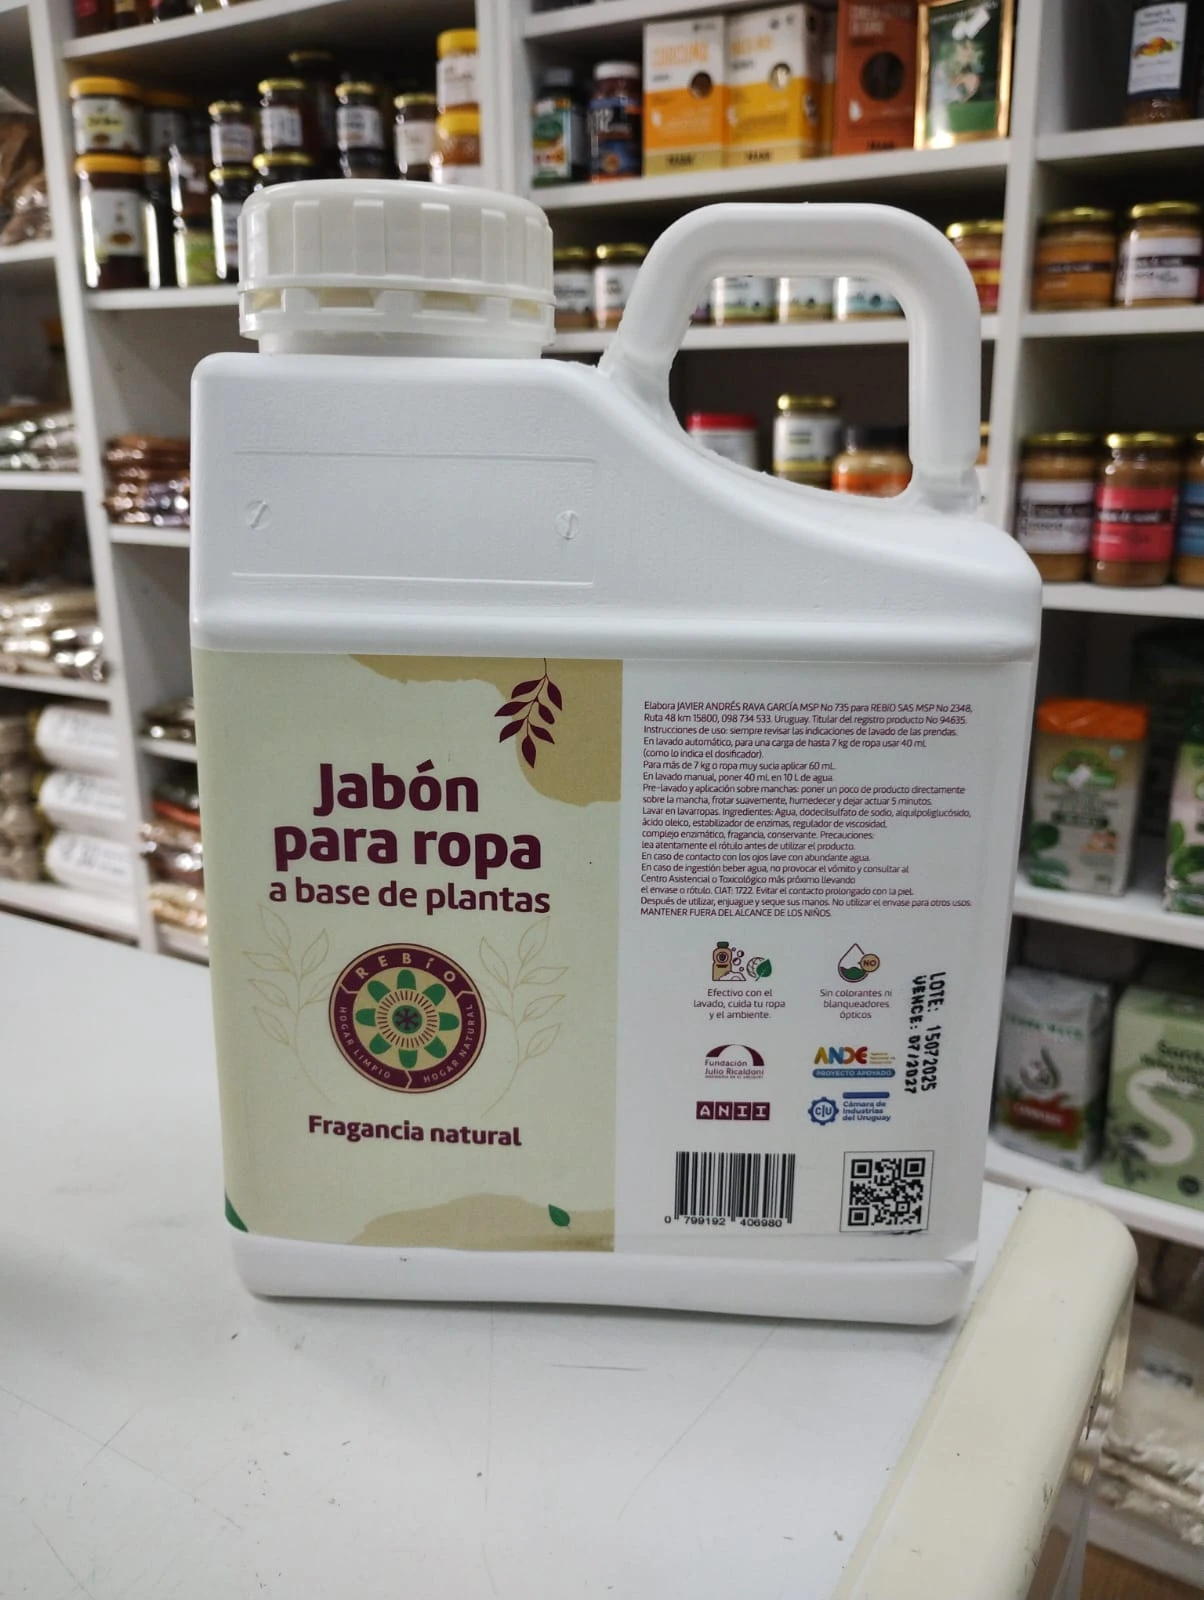 Jabón
para ropa
a base de plantas
REBÍO
HOGAR LIMPIO
HOGAR NATURAL
Fragancia natural
Elabora JAVIER ANDRÉS RAVA GARCÍA MSP No 735 para REBÍO SAS MSP No 2348,
Ruta 48 km 15800, 098 734 533. Uruguay. Titular del registro producto No 94635.
Instrucciones de uso: siempre revisar las indicaciones de lavado de las prendas.
En lavado automático, para una carga de hasta 7 kg de ropa usar 40 mL
(como lo indica el dosificador).
Para más de 7 kg o ropa muy sucia aplicar 60 mL.
En lavado manual, poner 40 mL en 10 L de agua.
Pre-lavado y aplicación sobre manchas: poner un poco de producto directamente
sobre la mancha, frotar suavemente, humedecer y dejar actuar 5 minutos.
Lavar en lavarropas. Ingredientes: Agua, dodecilsulfato de sodio, alquilpoliglucósido,
ácido oleico, estabilizador de enzimas, regulador de viscosidad,
complejo enzimático, fragancia, conservante. Precauciones:
lea atentamente el rótulo antes de utilizar el producto.
En caso de contacto con los ojos lave con abundante agua.
En caso de ingestión beber agua, no provocar el vómito y consultar al
Centro Asistencial o Toxicológico más próximo llevando
el envase o rótulo. CIAT: 1722. Evitar el contacto prolongado con la piel.
Después de utilizar, enjuague y seque sus manos. No utilizar el envase para otros usos.
MANTENER FUERA DEL ALCANCE DE LOS NIÑOS.
NO
Efectivo con el
lavado, cuida tu ropa
y el ambiente.
Sin colorantes ni
blanqueadores
ópticos
LOTE: 15072025
VENCE: 07/2027
Fundación
Julio Ricaldoni
ANDE
PROYECTO APOYADO
ANII
CIU
Cámara de
Industrias
del Uruguay
0 799192 406980
CÚRCUMA